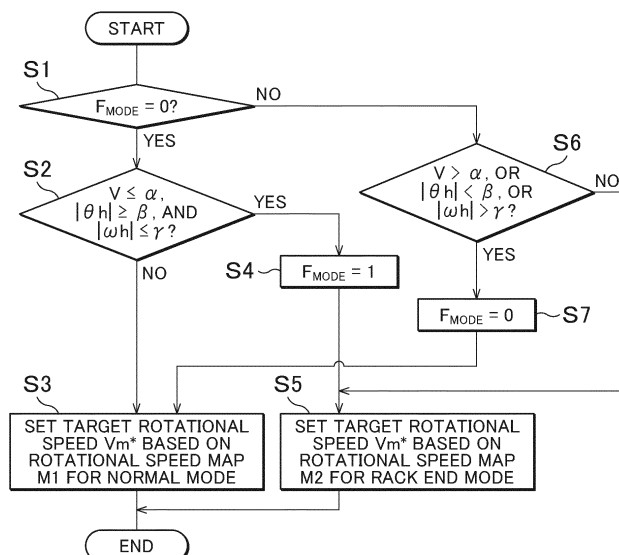 START
S1
F_MODE = 0?
NO
YES
S2
V ≤ α,
|θh| ≥ β, AND
|ωh| ≤ γ?
YES
NO
S6
V > α, OR
|θh| < β, OR
|ωh| > γ?
NO
YES
S4
F_MODE = 1
F_MODE = 0
S7
S3
SET TARGET ROTATIONAL
SPEED Vm* BASED ON
ROTATIONAL SPEED MAP
M1 FOR NORMAL MODE
S5
SET TARGET ROTATIONAL
SPEED Vm* BASED ON
ROTATIONAL SPEED MAP
M2 FOR RACK END MODE
END